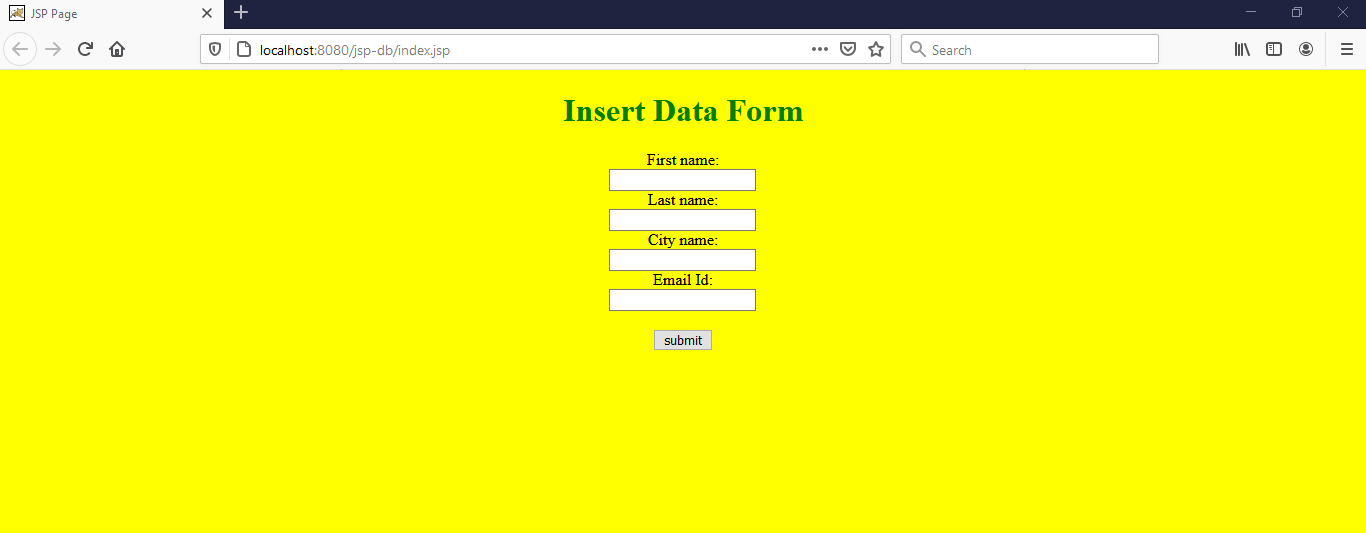 JSP Page
localhost:8080/jsp-db/index.jsp
Search
Insert Data Form
First name:
Last name:
City name:
Email Id:
submit